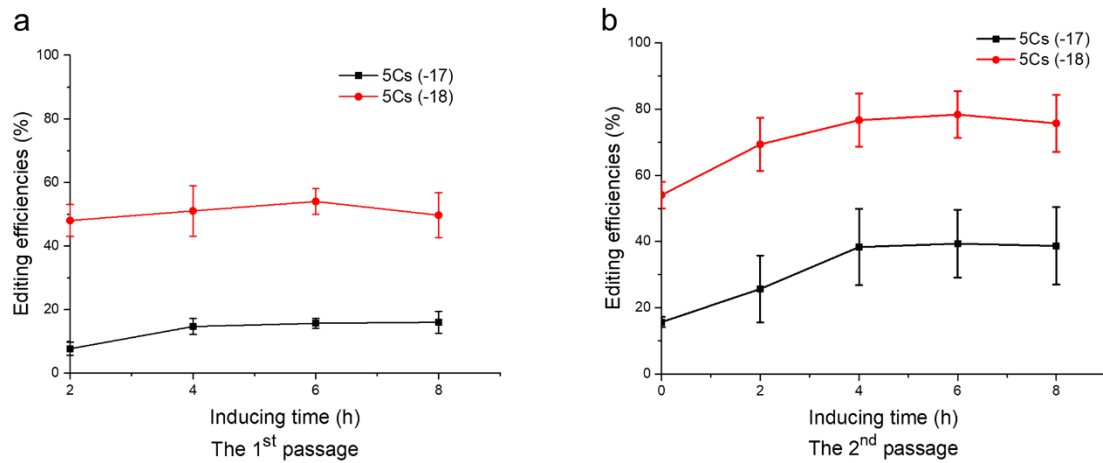 a
100
80
60
40
20
0
Editing efficiencies (%)
5Cs (-17)
5Cs (-18)
2 4 6 8
Inducing time (h)
The 1st passage
b
100
80
60
40
20
0
Editing efficiencies (%)
5Cs (-17)
5Cs (-18)
0 2 4 6 8
Inducing time (h)
The 2nd passage